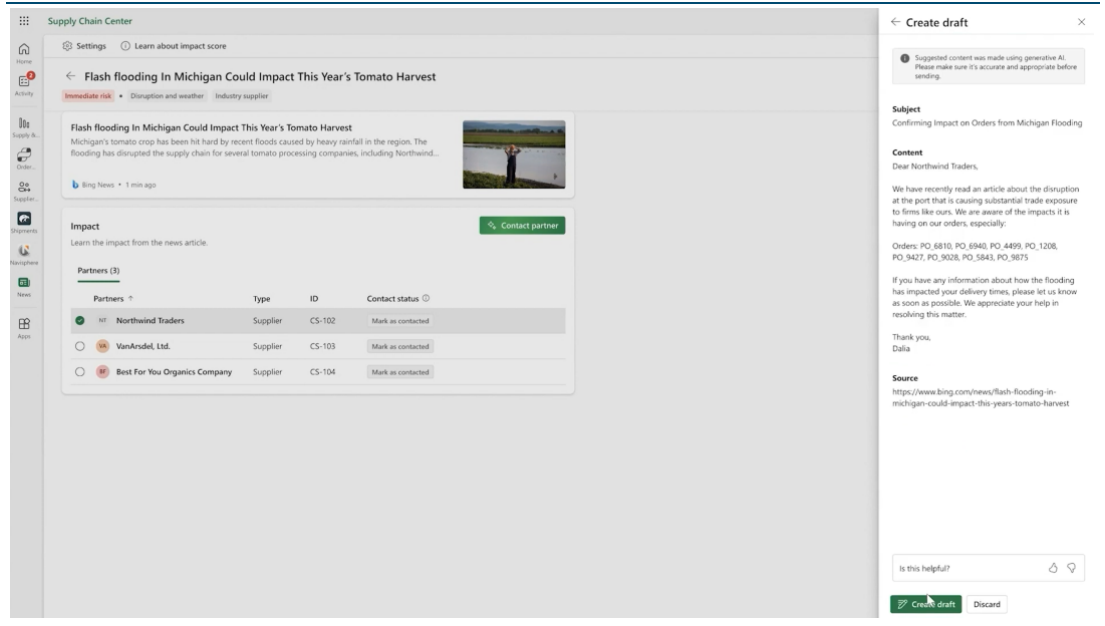 Supply Chain Center
Settings
Learn about impact score
Home
Activity
Supply &...
Order...
Supplier...
Shipments
Navisphere
News
Apps
2
Flash flooding In Michigan Could Impact This Year's Tomato Harvest
Immediate risk • Disruption and weather Industry supplier
Flash flooding In Michigan Could Impact This Year's Tomato Harvest
Michigan's tomato crop has been hit hard by recent floods caused by heavy rainfall in the region. The
flooding has disrupted the supply chain for several tomato processing companies, including Northwind...
Bing News • 1 min ago
Impact
Contact partner
Learn the impact from the news article.
Partners (3)
Partners ↑ Type ID Contact status
NT Northwind Traders Supplier CS-102 Mark as contacted
VA VanArsdel, Ltd. Supplier CS-103 Mark as contacted
BF Best For You Organics Company Supplier CS-104 Mark as contacted
Create draft
Suggested content was made using generative AI.
Please make sure it's accurate and appropriate before
sending.
Subject
Confirming Impact on Orders from Michigan Flooding
Content
Dear Northwind Traders,
We have recently read an article about the disruption
at the port that is causing substantial trade exposure
to firms like ours. We are aware of the impacts it is
having on our orders, especially:
Orders: PO_6810, PO_6940, PO_4499, PO_1208,
PO_9427, PO_9028, PO_5843, PO_9875
If you have any information about how the flooding
has impacted your delivery times, please let us know
as soon as possible. We appreciate your help in
resolving this matter.
Thank you,
Dalia
Source
https://www.bing.com/news/flash-flooding-in-
michigan-could-impact-this-years-tomato-harvest
Is this helpful?
Create draft
Discard